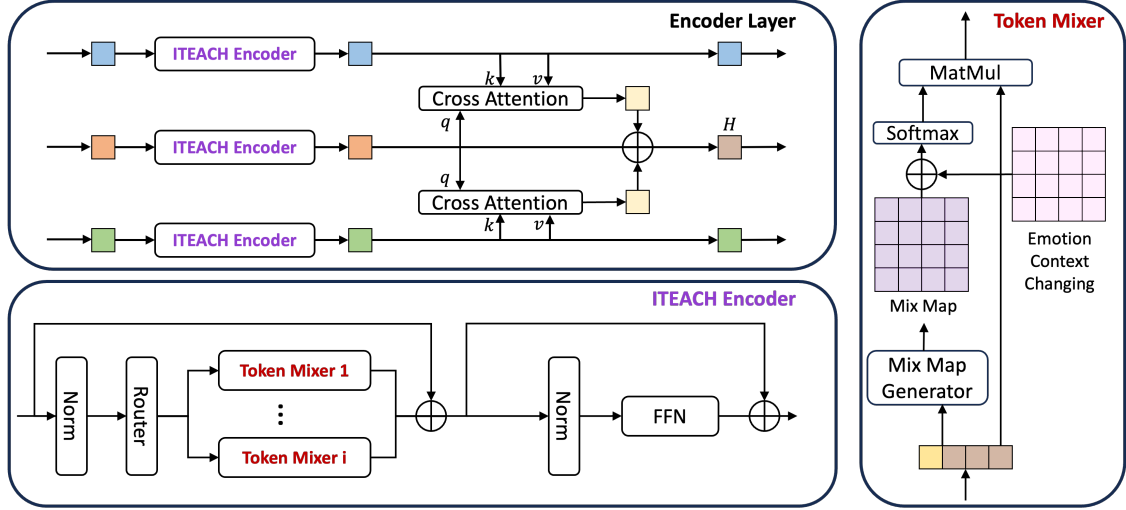 Encoder Layer
ITEACH Encoder
k
v
Cross Attention
q
ITEACH Encoder
H
q
Cross Attention
k
v
ITEACH Encoder
ITEACH Encoder
Norm
Router
Token Mixer 1
...
Token Mixer i
Norm
FFN
Token Mixer
MatMul
Softmax
Emotion
Context
Changing
Mix Map
Mix Map
Generator